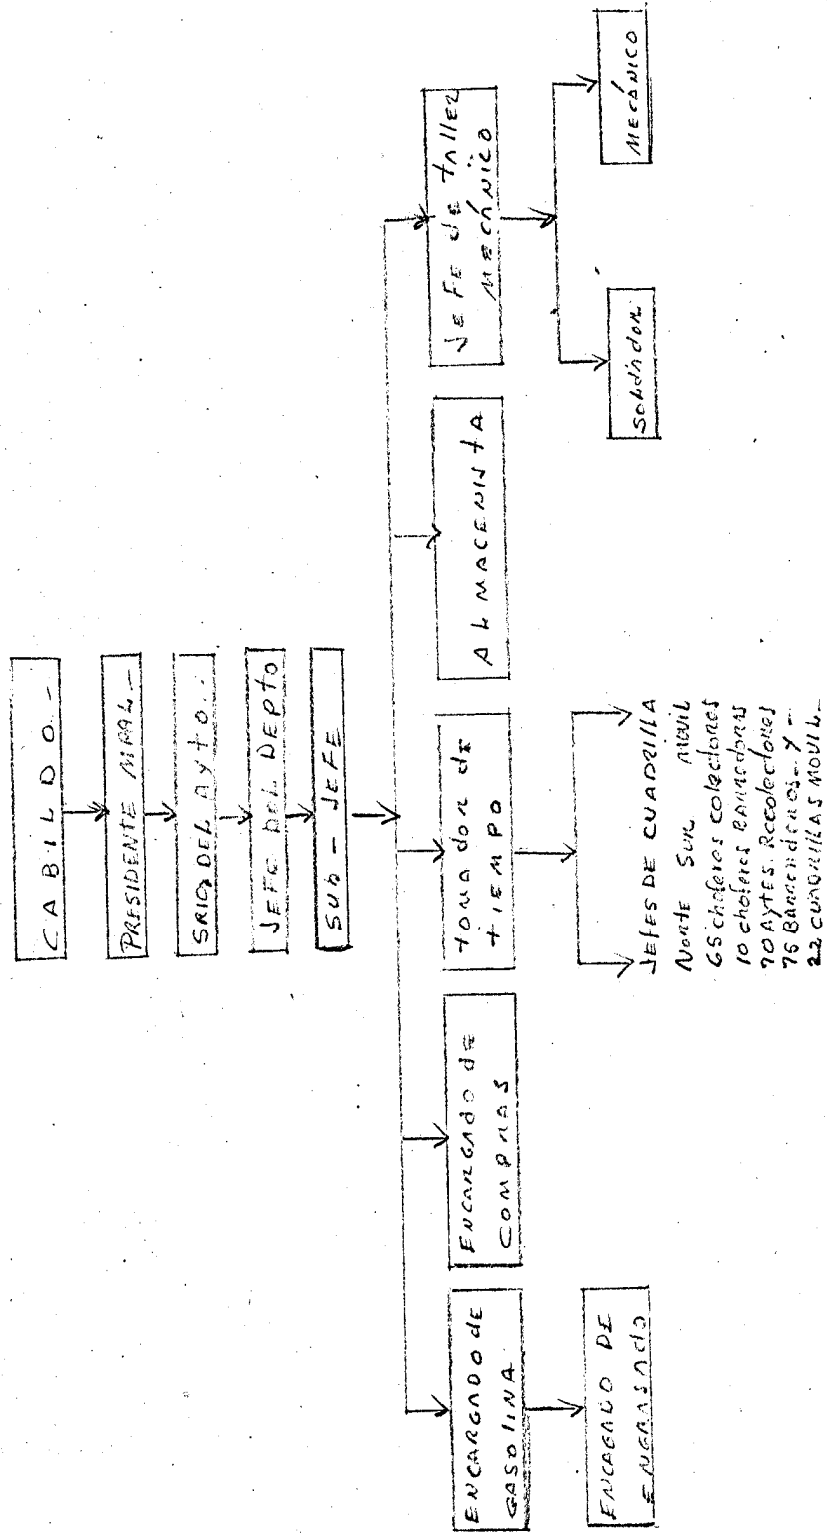 CABILDO.-
PRESIDENTE MPAL.-
SRIO. DEL AYTO.-
JEFE DEL DEPTO
SUB-JEFE
ENCARGADO de
GASOLINA
ENCARGADO de
COMPRAS
tomador de
tIEMPO
ALMACENIStA
JEFE de tAllER
MECÁNICO
ENCAGADO DE
ENGRASAdo
JEfES DE CUADRILLA
NORtE SUR MOVIL
65 choferes colectores
10 choferes BARREdoras
70 Aytes. Recolectores
75 BARRENderos.- Y -
22 CUADRILLAS MOVIL.-
SoldAdor
MECÁNICO